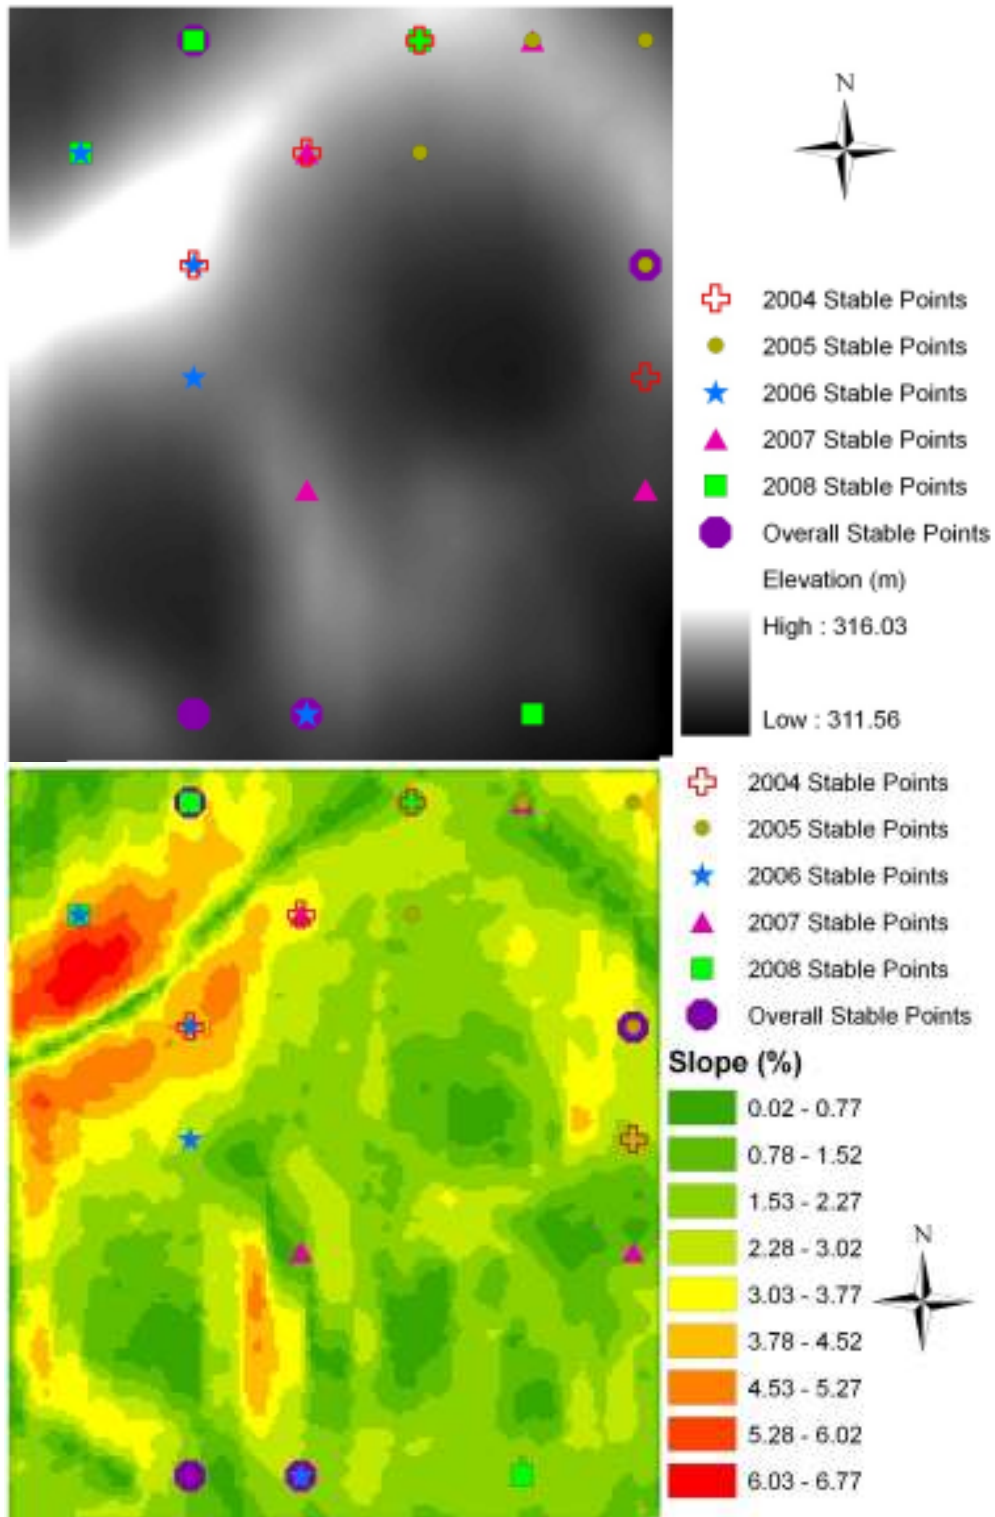 N
2004 Stable Points
2005 Stable Points
2006 Stable Points
2007 Stable Points
2008 Stable Points
Overall Stable Points
Elevation (m)
High : 316.03
Low : 311.56
2004 Stable Points
2005 Stable Points
2006 Stable Points
2007 Stable Points
2008 Stable Points
Overall Stable Points
Slope (%)
0.02 - 0.77
0.78 - 1.52
1.53 - 2.27
2.28 - 3.02
3.03 - 3.77
3.78 - 4.52
4.53 - 5.27
5.28 - 6.02
6.03 - 6.77
N